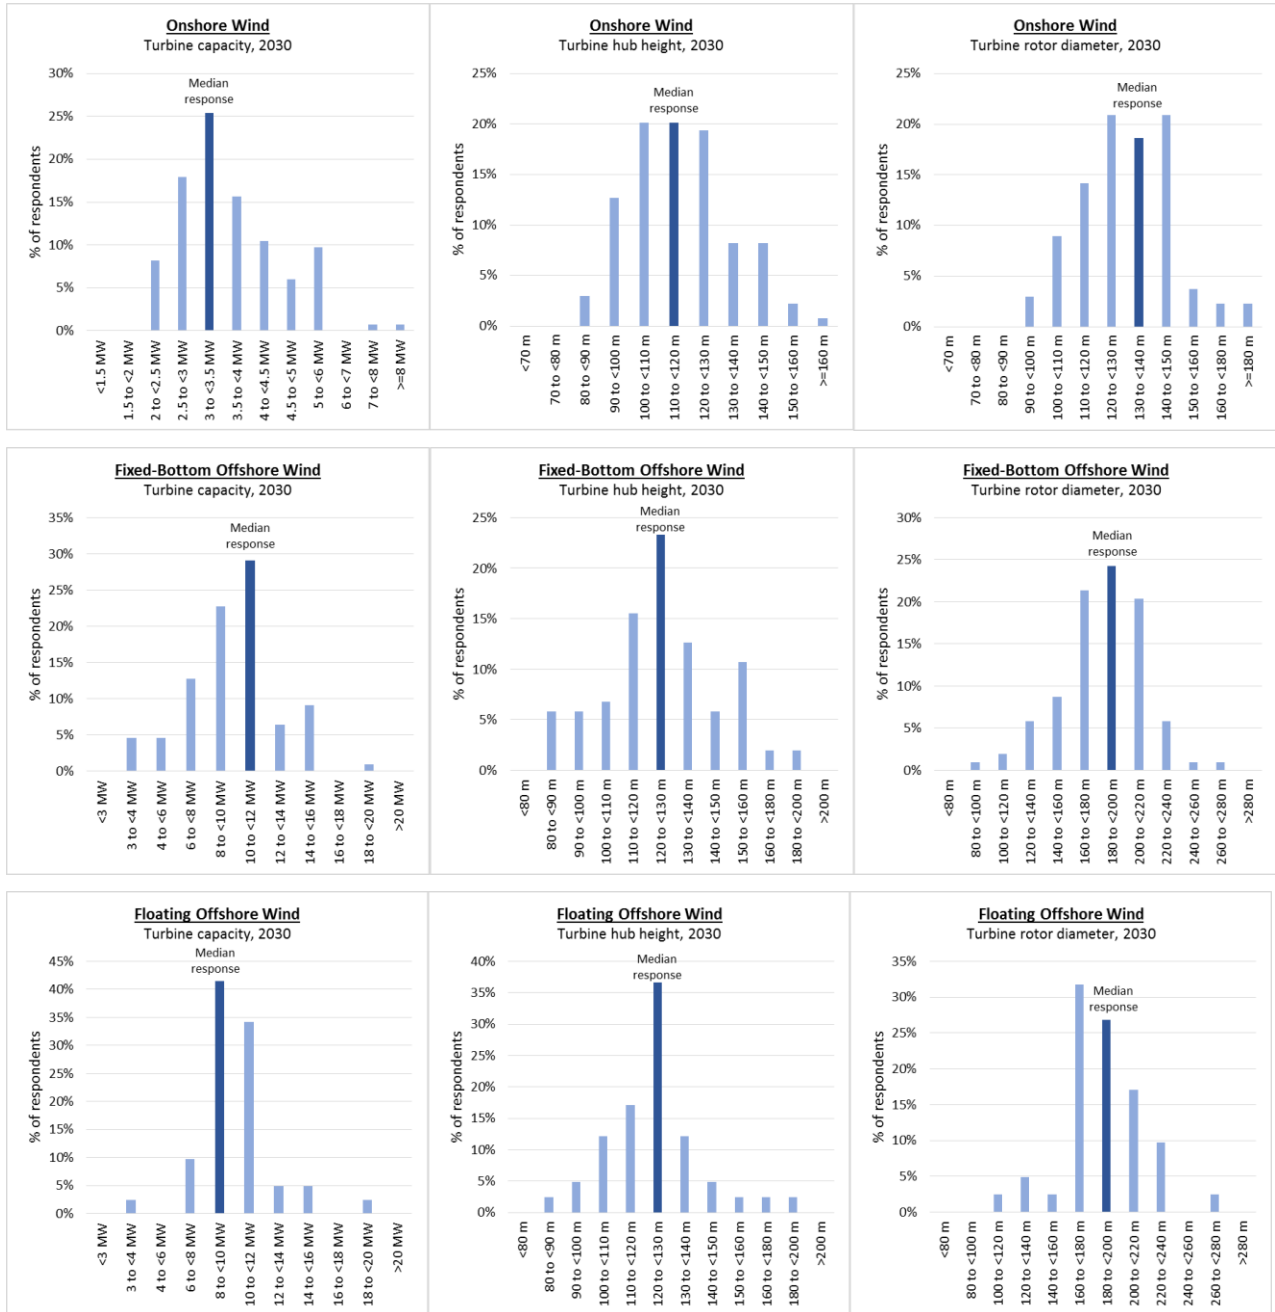 Onshore Wind
Turbine capacity, 2030
% of respondents
30%
25%
20%
15%
10%
5%
0%
Median
response
<1.5 MW
1.5 to <2 MW
2 to <2.5 MW
2.5 to <3 MW
3 to <3.5 MW
3.5 to <4 MW
4 to <4.5 MW
4.5 to <5 MW
5 to <6 MW
6 to <7 MW
7 to <8 MW
>=8 MW
Onshore Wind
Turbine hub height, 2030
% of respondents
25%
20%
15%
10%
5%
0%
Median
response
<70 m
70 to <80 m
80 to <90 m
90 to <100 m
100 to <110 m
110 to <120 m
120 to <130 m
130 to <140 m
140 to <150 m
150 to <160 m
>=160 m
Onshore Wind
Turbine rotor diameter, 2030
% of respondents
25%
20%
15%
10%
5%
0%
Median
response
<70 m
70 to <80 m
80 to <90 m
90 to <100 m
100 to <110 m
110 to <120 m
120 to <130 m
130 to <140 m
140 to <150 m
150 to <160 m
160 to <180 m
>=180 m
Fixed-Bottom Offshore Wind
Turbine capacity, 2030
% of respondents
35%
30%
25%
20%
15%
10%
5%
0%
Median
response
<3 MW
3 to <4 MW
4 to <6 MW
6 to <8 MW
8 to <10 MW
10 to <12 MW
12 to <14 MW
14 to <16 MW
16 to <18 MW
18 to <20 MW
>20 MW
Fixed-Bottom Offshore Wind
Turbine hub height, 2030
% of respondents
25%
20%
15%
10%
5%
0%
Median
response
<80 m
80 to <90 m
90 to <100 m
100 to <110 m
110 to <120 m
120 to <130 m
130 to <140 m
140 to <150 m
150 to <160 m
160 to <180 m
180 to <200 m
>200 m
Fixed-Bottom Offshore Wind
Turbine rotor diameter, 2030
% of respondents
30%
25%
20%
15%
10%
5%
0%
Median
response
<80 m
80 to <100 m
100 to <120 m
120 to <140 m
140 to <160 m
160 to <180 m
180 to <200 m
200 to <220 m
220 to <240 m
240 to <260 m
260 to <280 m
>280 m
Floating Offshore Wind
Turbine capacity, 2030
% of respondents
45%
40%
35%
30%
25%
20%
15%
10%
5%
0%
Median
response
<3 MW
3 to <4 MW
4 to <6 MW
6 to <8 MW
8 to <10 MW
10 to <12 MW
12 to <14 MW
14 to <16 MW
16 to <18 MW
18 to <20 MW
>20 MW
Floating Offshore Wind
Turbine hub height, 2030
% of respondents
40%
35%
30%
25%
20%
15%
10%
5%
0%
Median
response
<80 m
80 to <90 m
90 to <100 m
100 to <110 m
110 to <120 m
120 to <130 m
130 to <140 m
140 to <150 m
150 to <160 m
160 to <180 m
180 to <200 m
>200 m
Floating Offshore Wind
Turbine rotor diameter, 2030
% of respondents
35%
30%
25%
20%
15%
10%
5%
0%
Median
response
<80 m
80 to <100 m
100 to <120 m
120 to <140 m
140 to <160 m
160 to <180 m
180 to <200 m
200 to <220 m
220 to <240 m
240 to <260 m
260 to <280 m
>280 m